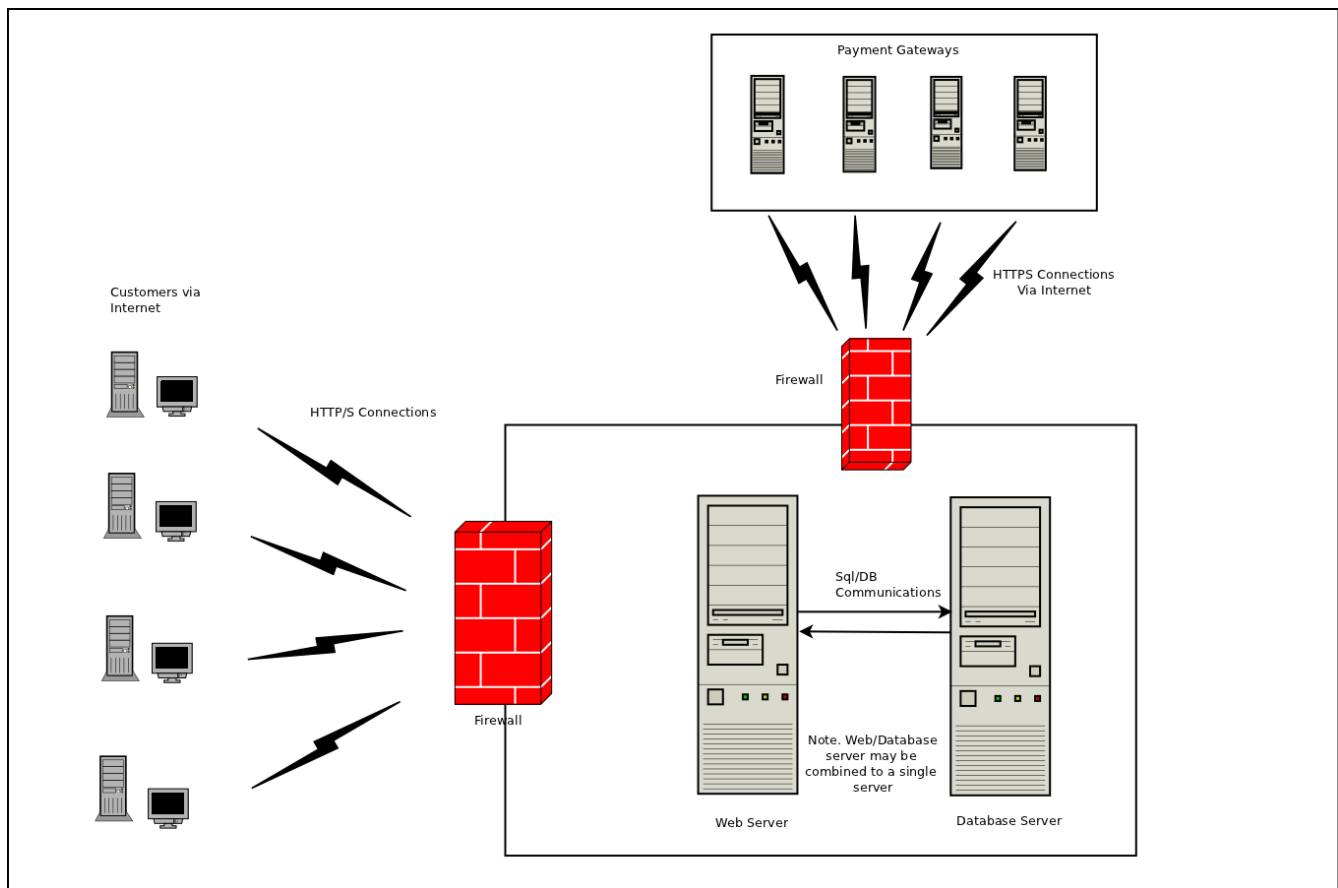 Payment Gateways
HTTPS Connections
Via Internet
Customers via
Internet
Firewall
HTTP/S Connections
Sql/DB
Communications
Firewall
Note. Web/Database
server may be
combined to a single
server
Web Server
Database Server